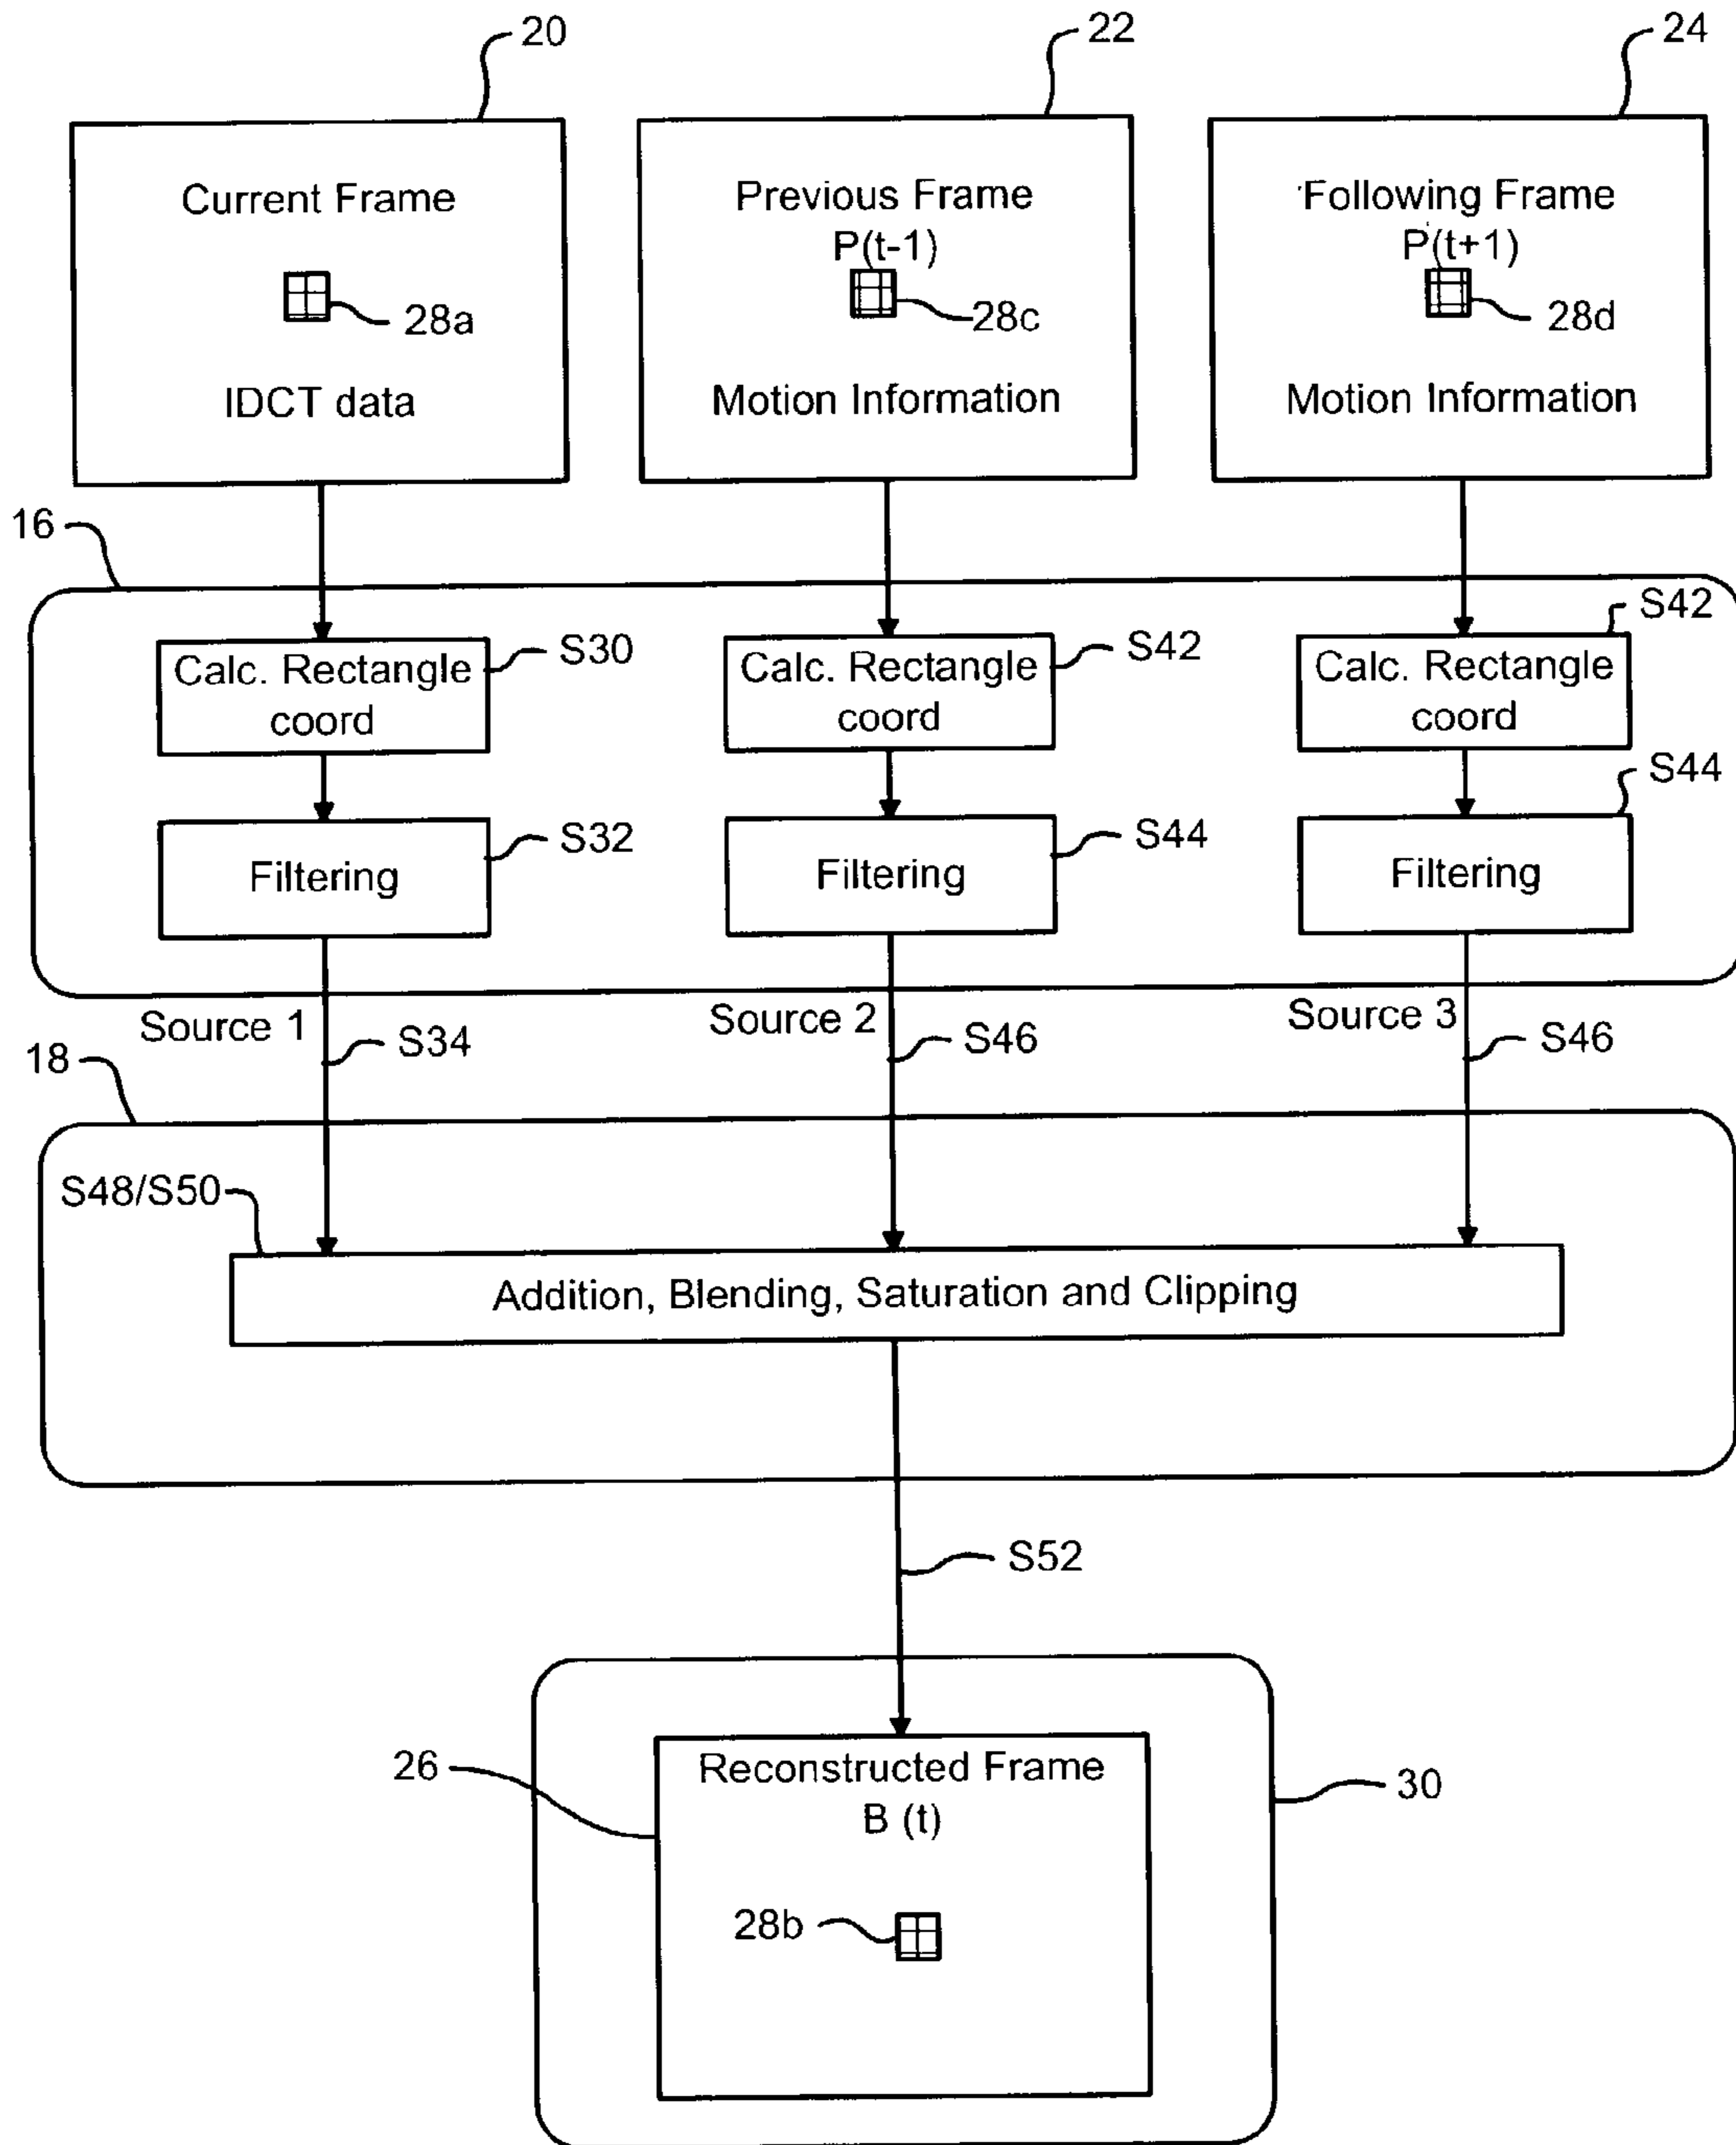 20
22
24
Current Frame
28a
IDCT data
Previous Frame
P(t-1)
28c
Motion Information
Following Frame
P(t+1)
28d
Motion Information
16
Calc. Rectangle
coord
S30
Calc. Rectangle
coord
S42
Calc. Rectangle
coord
S42
Filtering
S32
Filtering
S44
Filtering
S44
Source 1
S34
Source 2
S46
Source 3
S46
18
S48/S50
Addition, Blending, Saturation and Clipping
S52
26
Reconstructed Frame
B (t)
28b
30